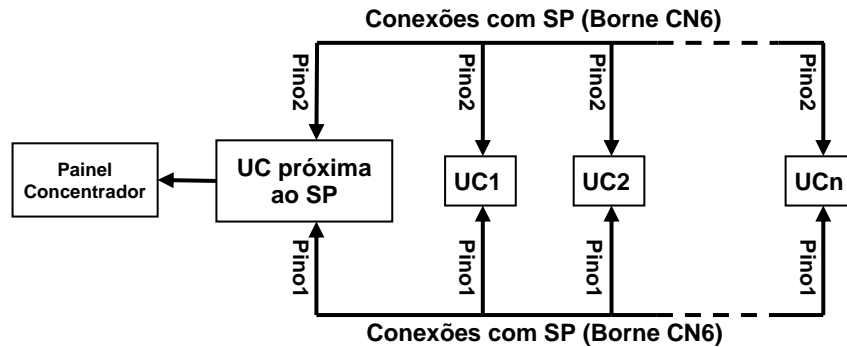 Conexões com SP (Borne CN6)
Pino2
Pino2
Pino2
Pino2
Painel
Concentrador
UC próxima
ao SP
UC1
UC2
UCn
Pino1
Pino1
Pino1
Pino1
Conexões com SP (Borne CN6)